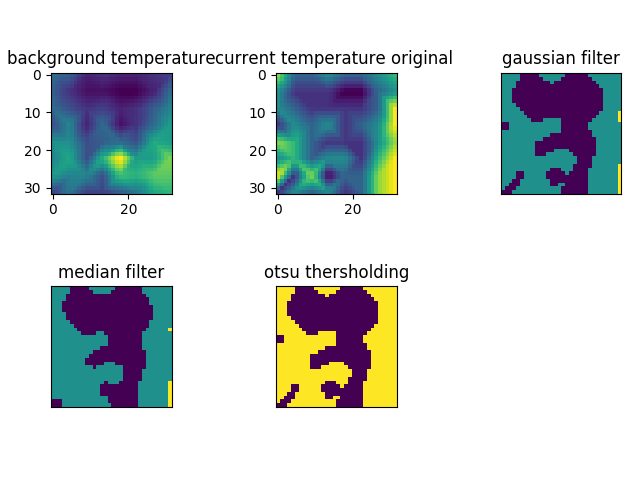 background temperature
current temperature original
gaussian filter
0
10
20
30
0
20
0
10
20
30
0
20
median filter
otsu thersholding